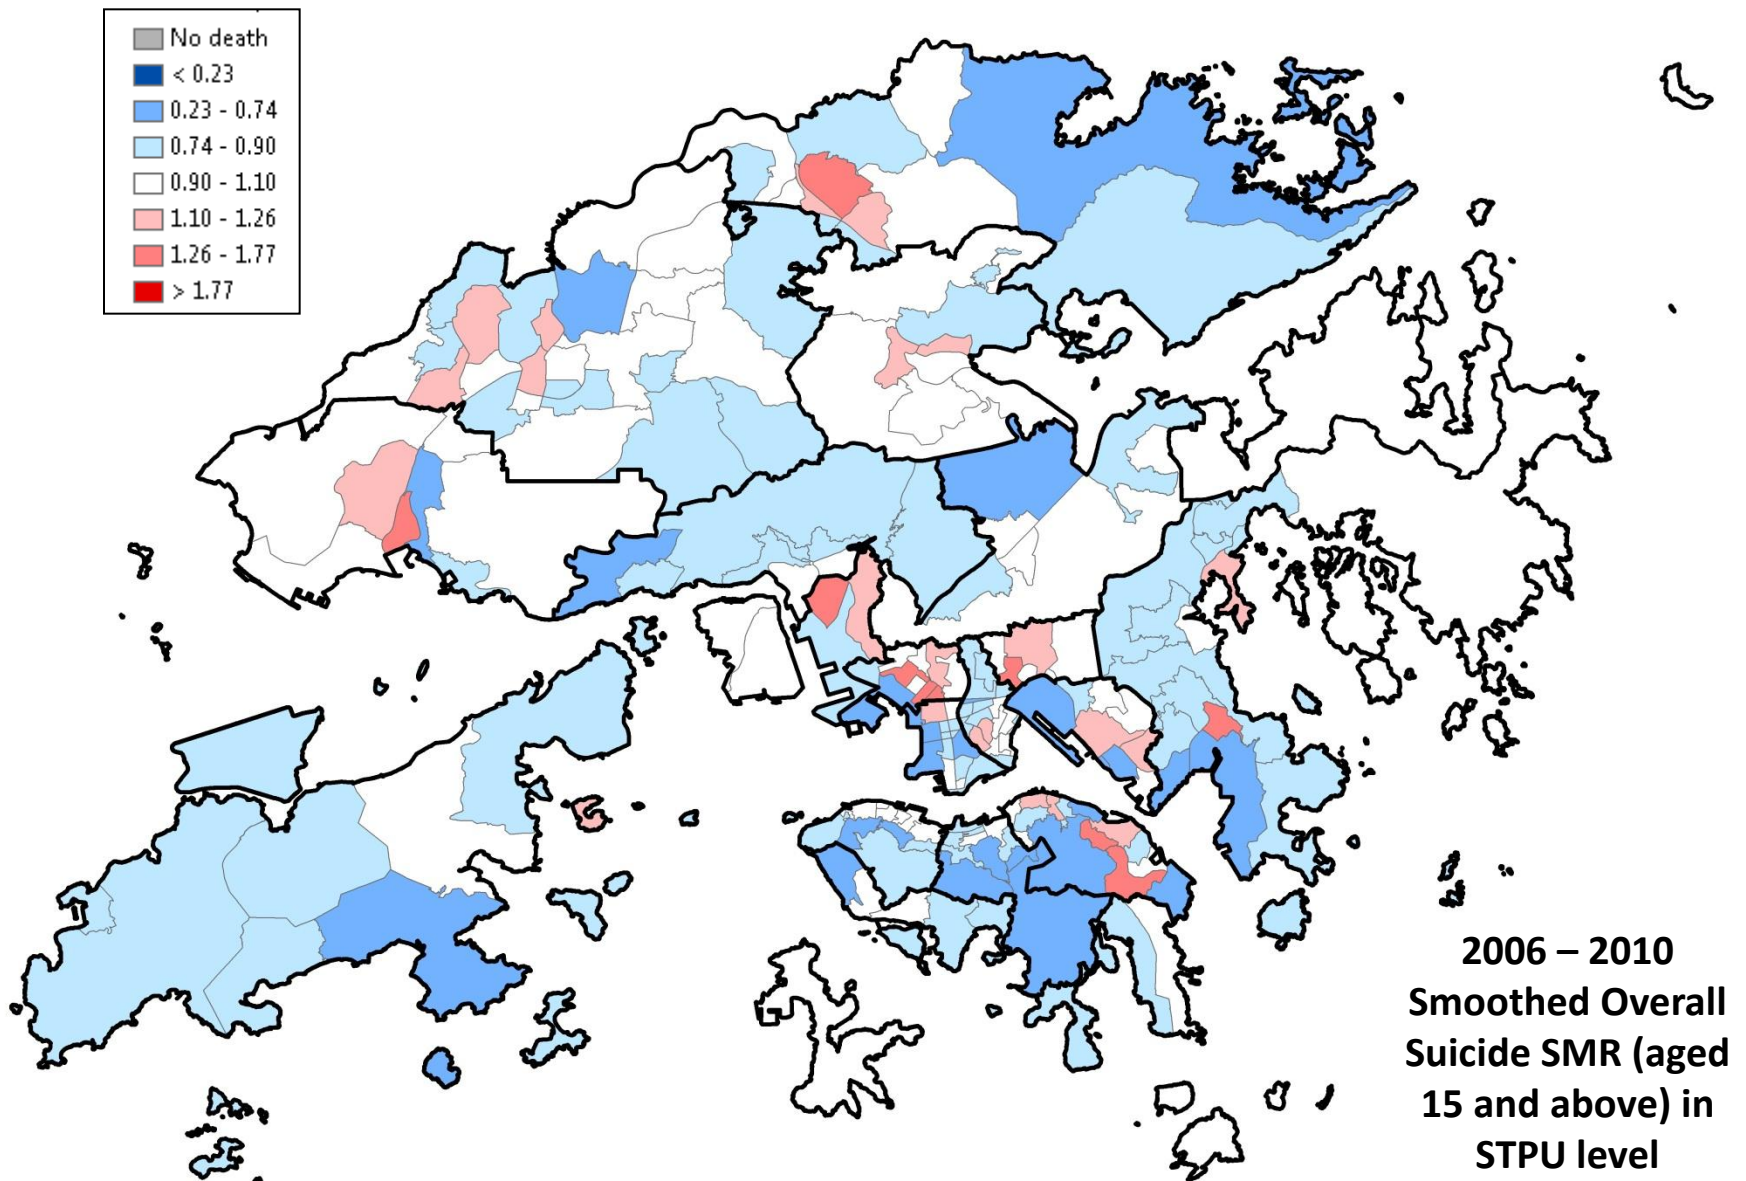 No death
< 0.23
0.23 - 0.74
0.74 - 0.90
0.90 - 1.10
1.10 - 1.26
1.26 - 1.77
> 1.77
2006 – 2010
Smoothed Overall
Suicide SMR (aged
15 and above) in
STPU level